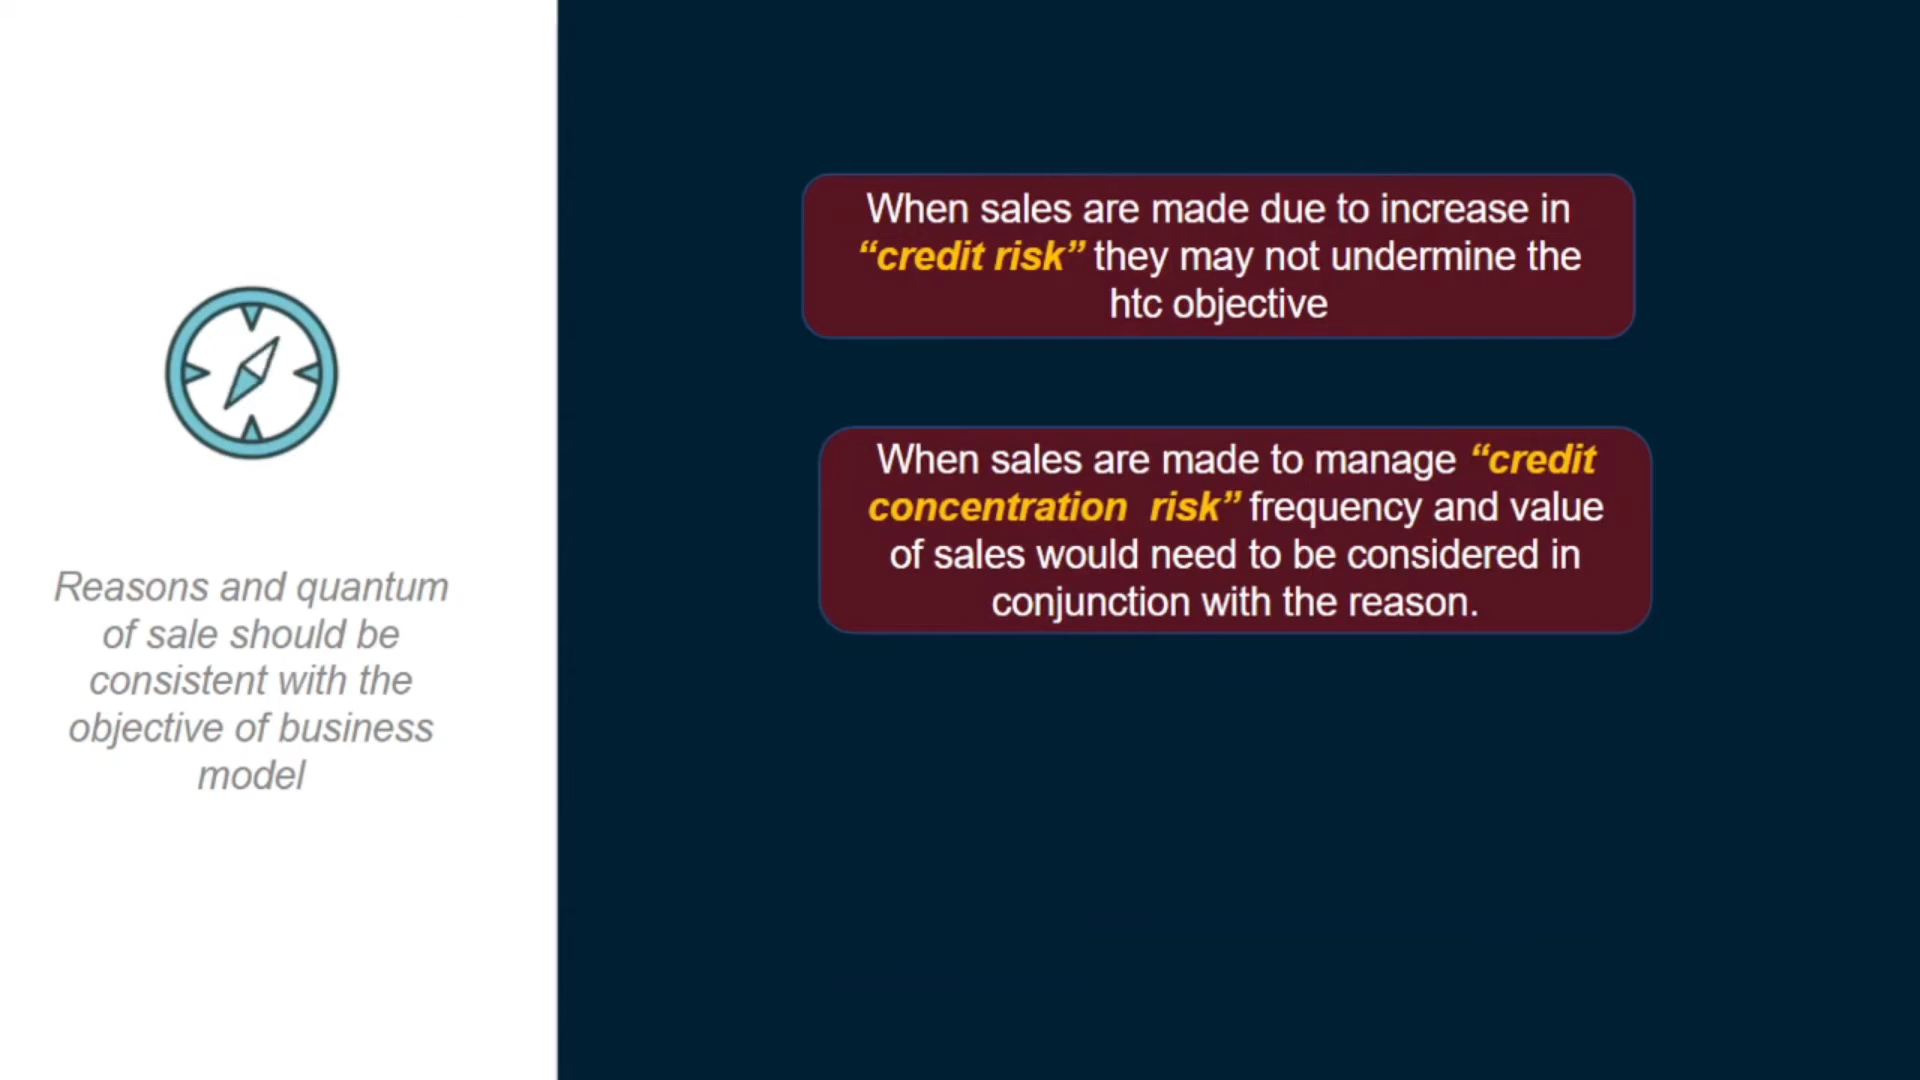 Reasons and quantum
of sale should be
consistent with the
objective of business
model
When sales are made due to increase in
“credit risk” they may not undermine the
htc objective
When sales are made to manage “credit
concentration risk” frequency and value
of sales would need to be considered in
conjunction with the reason.